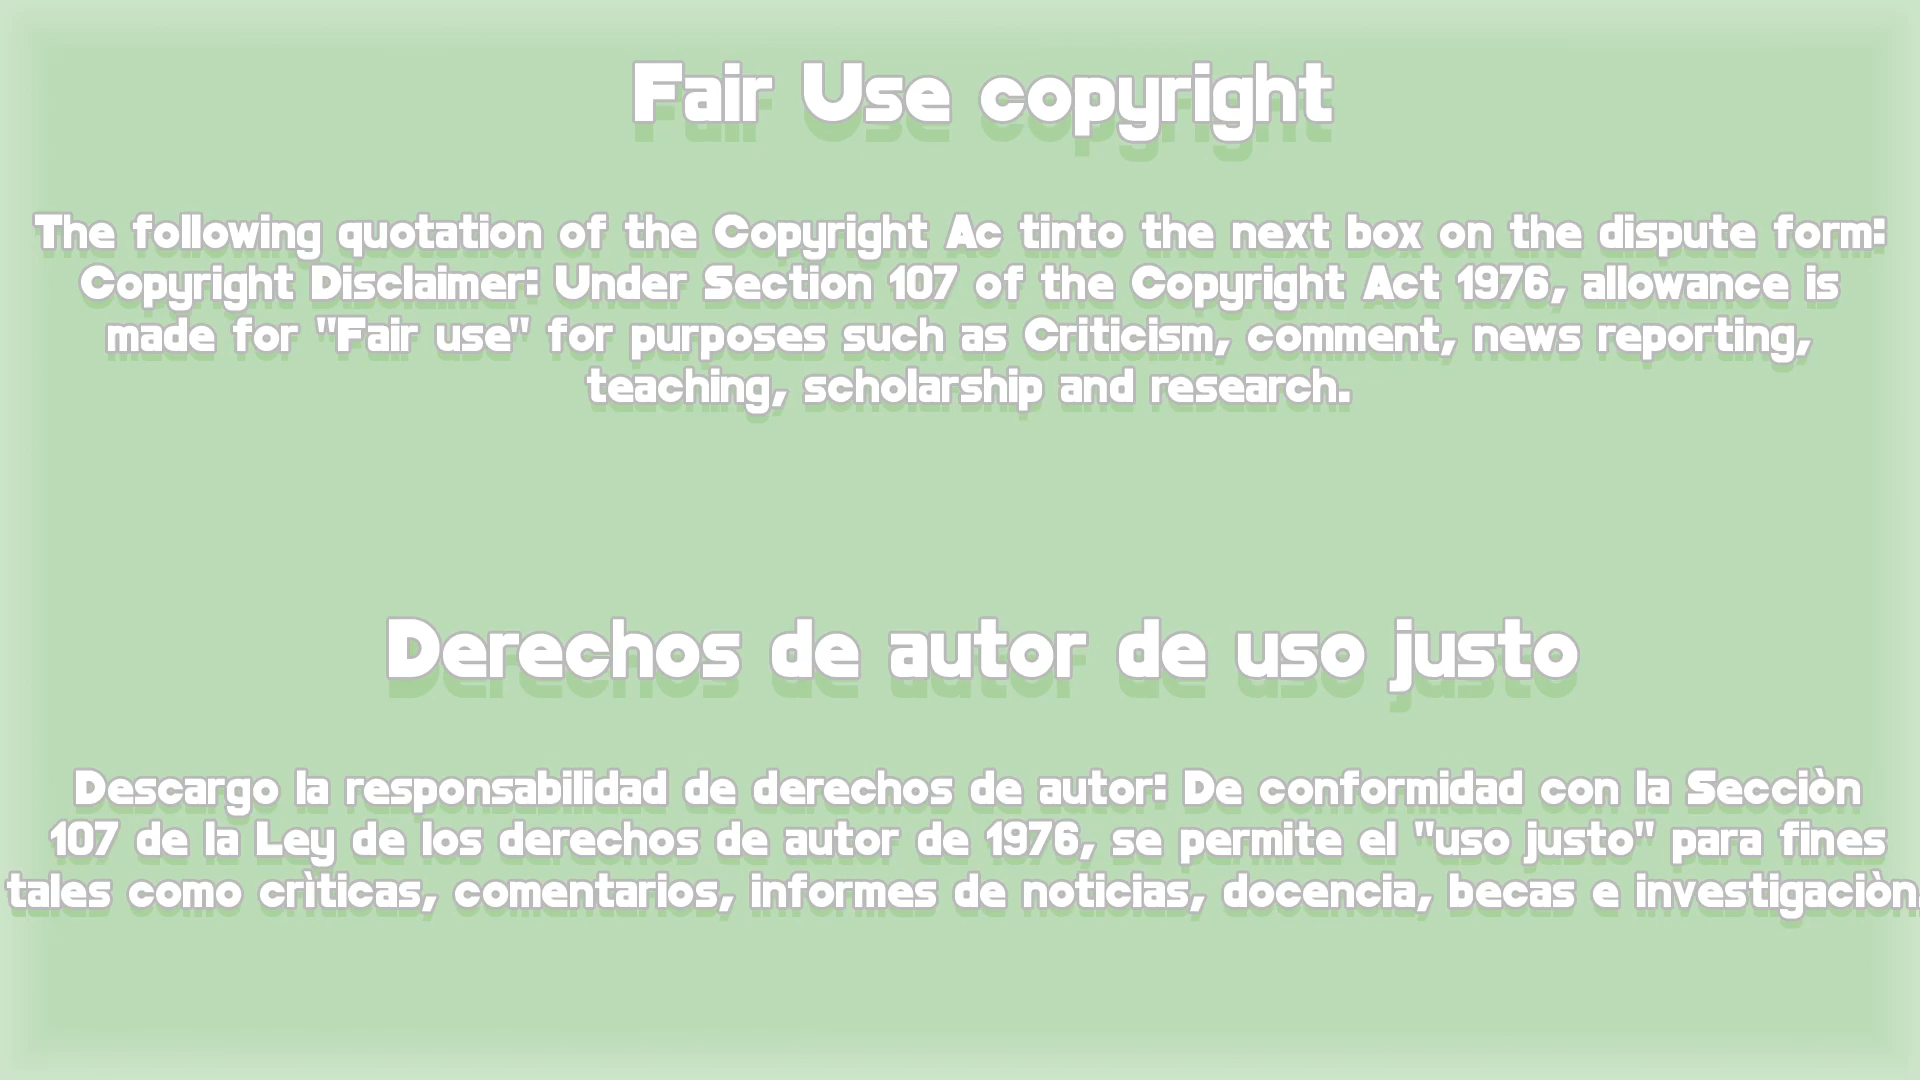 Fair Use copyright
The following quotation of the Copyright Ac tinto the next box on the dispute form:
Copyright Disclaimer: Under Section 107 of the Copyright Act 1976, allowance is
made for "Fair use" for purposes such as Criticism, comment, news reporting,
teaching, scholarship and research.
Derechos de autor de uso justo
Descargo la responsabilidad de derechos de autor: De conformidad con la Secciòn
107 de la Ley de los derechos de autor de 1976, se permite el "uso justo" para fines
tales como crìticas, comentarios, informes de noticias, docencia, becas e investigaciòn.